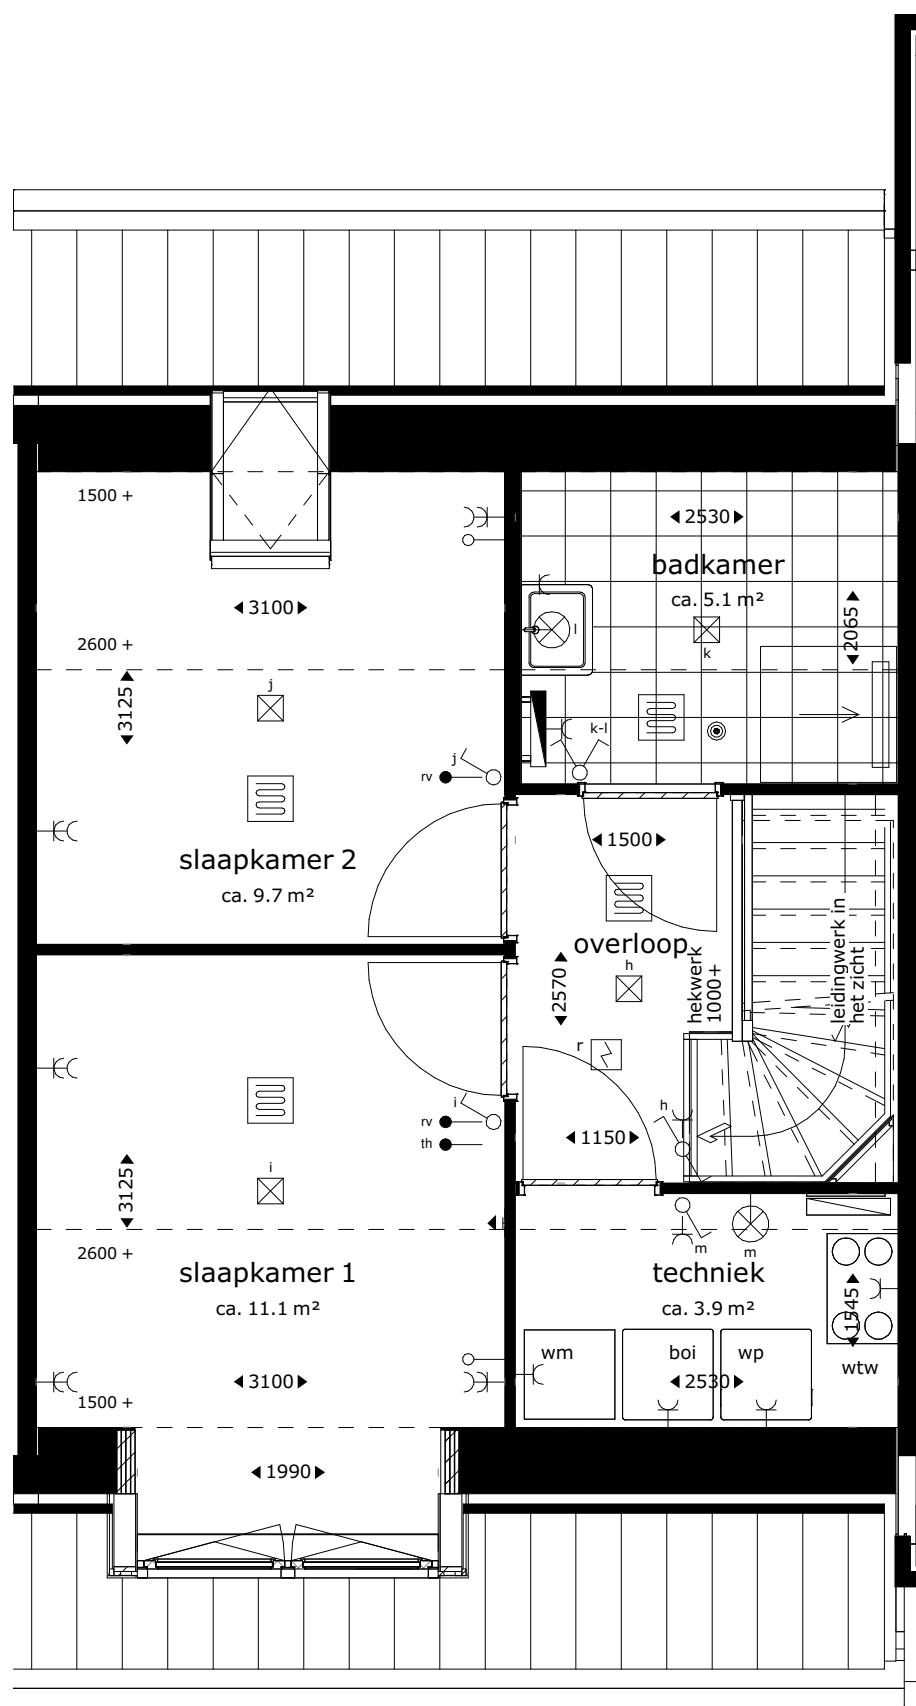 1500 +
2530
badkamer
ca. 5.1 m²
3100
l
2065
2600 +
k
j
3125
k-l
j
rv
slaapkamer 2
ca. 9.7 m²
1500
overloop
h
2570
hekwerk
1000+
leidingwerk in
het zicht
r
i
rv
th
h
1150
i
3125
m
m
2600 +
slaapkamer 1
ca. 11.1 m²
techniek
ca. 3.9 m²
1545
wm
boi
wp
wtw
3100
2530
1500 +
1990